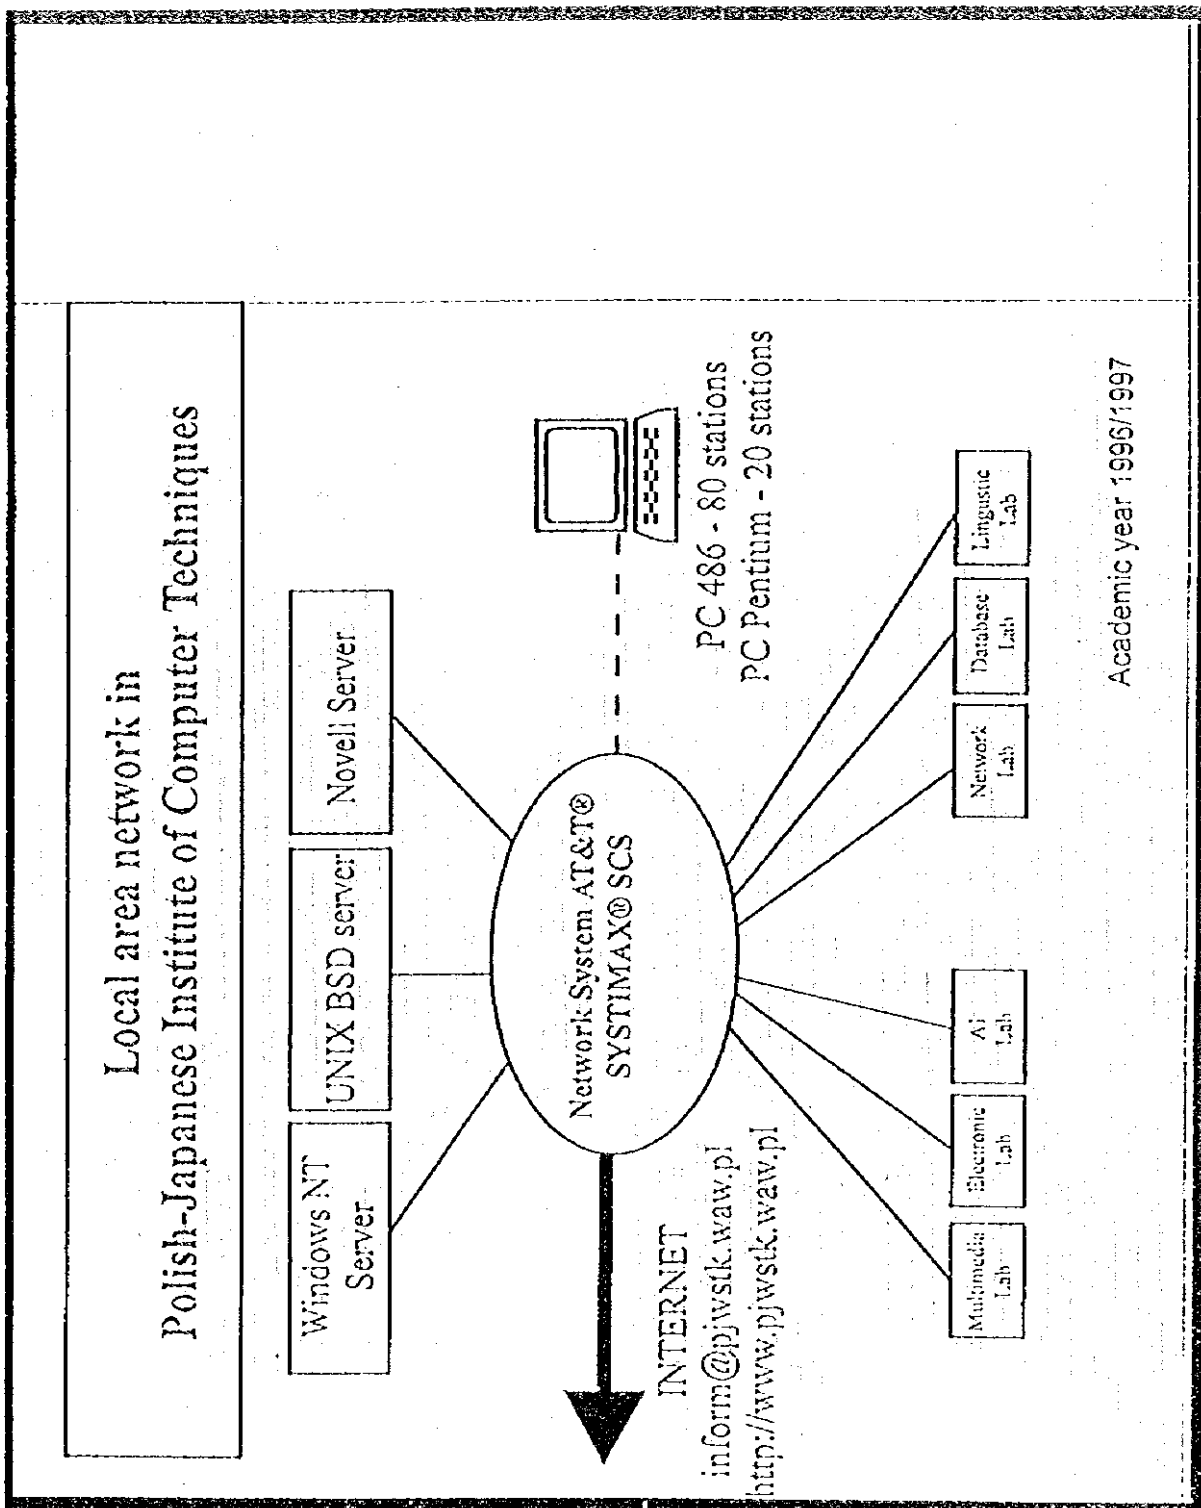 Local area network in
Polish-Japanese Institute of Computer Techniques
Windows NT
Server
UNIX BSD server
Novell Server
Network System AT&T®
SYSTIMAX® SCS
PC 486 - 80 stations
PC Pentium - 20 stations
INTERNET
inform@pjwstk.waw.pl
http://www.pjwstk.waw.pl
Multimedia
Lab
Electronic
Lab
AI
Lab
Network
Lab
Database
Lab
Lingustic
Lab
Academic year 1996/1997